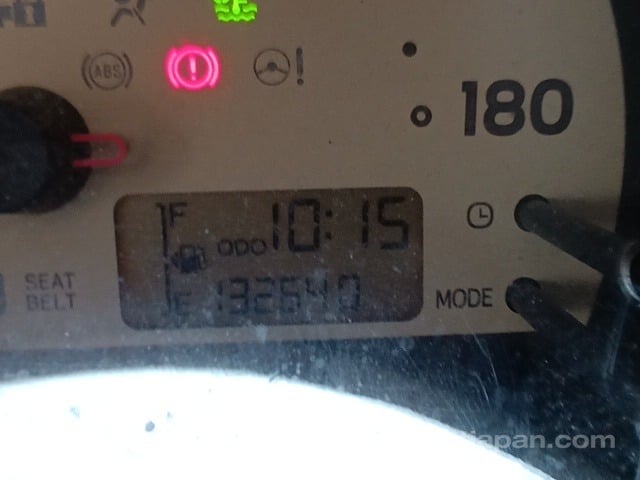 ABS
180
F
ODO 10:15
SEAT
BELT
E 132640
MODE
japan.com